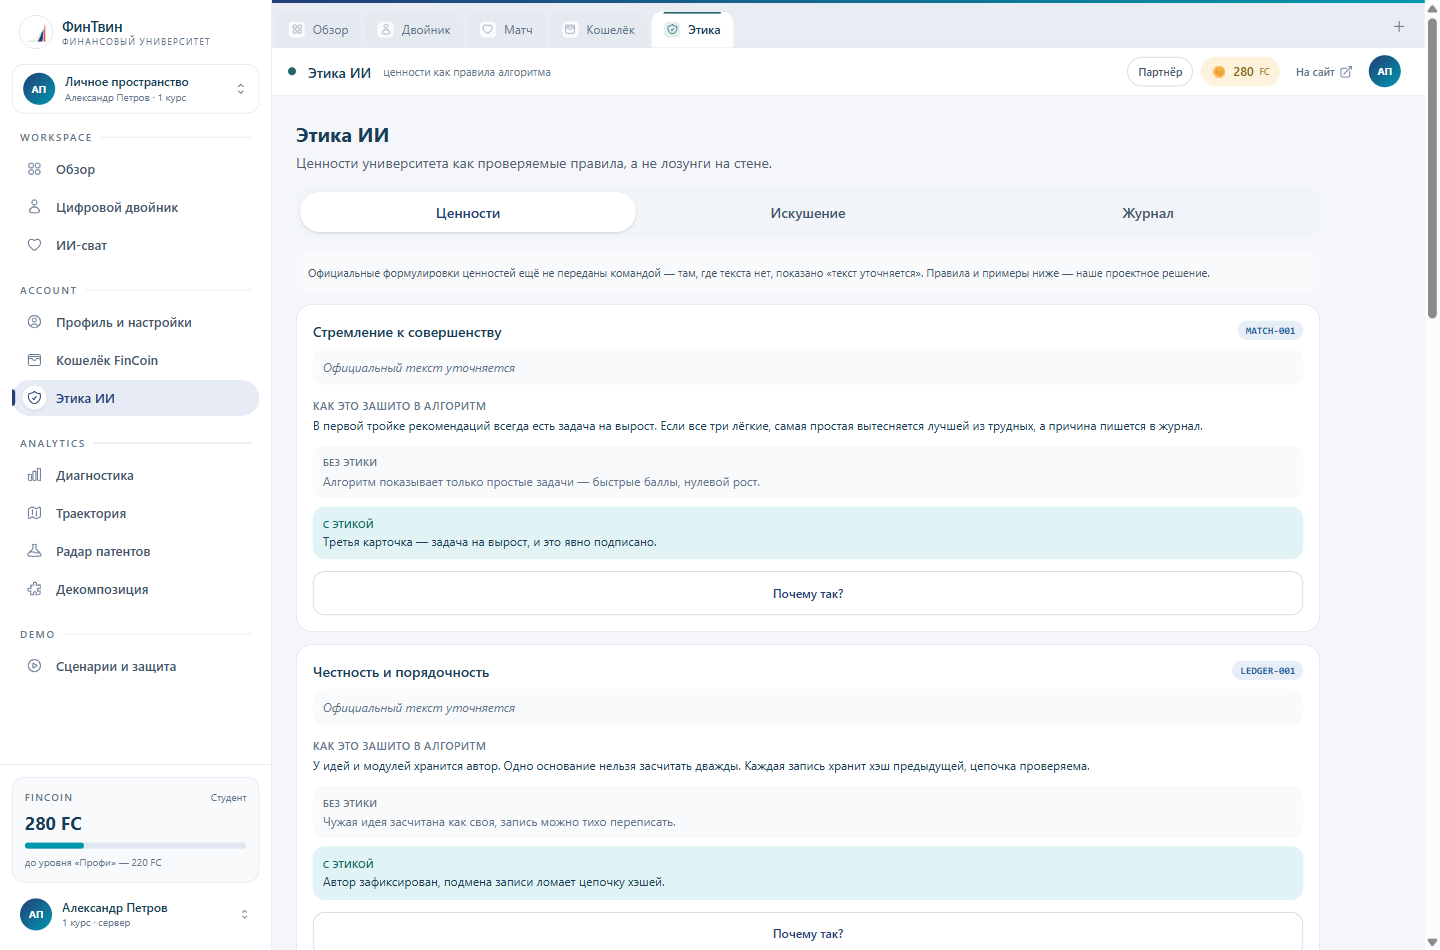 ФинТвин
ФИНАНСОВЫЙ УНИВЕРСИТЕТ
АП
Личное пространство
Александр Петров · 1 курс
WORKSPACE
Обзор
Цифровой двойник
ИИ-сват
ACCOUNT
Профиль и настройки
Кошелёк FinCoin
Этика ИИ
ANALYTICS
Диагностика
Траектория
Радар патентов
Декомпозиция
DEMO
Сценарии и защита
FINCOIN
Студент
280 FC
до уровня «Профи» — 220 FC
АП
Александр Петров
1 курс · сервер
Обзор
Двойник
Матч
Кошелёк
Этика
Этика ИИ
ценности как правила алгоритма
Партнёр
280 FC
На сайт
АП
Этика ИИ
Ценности университета как проверяемые правила, а не лозунги на стене.
Ценности
Искушение
Журнал
Официальные формулировки ценностей ещё не переданы командой — там, где текста нет, показано «текст уточняется». Правила и примеры ниже — наше проектное решение.
Стремление к совершенству
MATCH-001
Официальный текст уточняется
КАК ЭТО ЗАШИТО В АЛГОРИТМ
В первой тройке рекомендаций всегда есть задача на вырост. Если все три лёгкие, самая простая вытесняется лучшей из трудных, а причина пишется в журнал.
БЕЗ ЭТИКИ
Алгоритм показывает только простые задачи — быстрые баллы, нулевой рост.
С ЭТИКОЙ
Третья карточка — задача на вырост, и это явно подписано.
Почему так?
Честность и порядочность
LEDGER-001
Официальный текст уточняется
КАК ЭТО ЗАШИТО В АЛГОРИТМ
У идей и модулей хранится автор. Одно основание нельзя засчитать дважды. Каждая запись хранит хэш предыдущей, цепочка проверяема.
БЕЗ ЭТИКИ
Чужая идея засчитана как своя, запись можно тихо переписать.
С ЭТИКОЙ
Автор зафиксирован, подмена записи ломает цепочку хэшей.
Почему так?